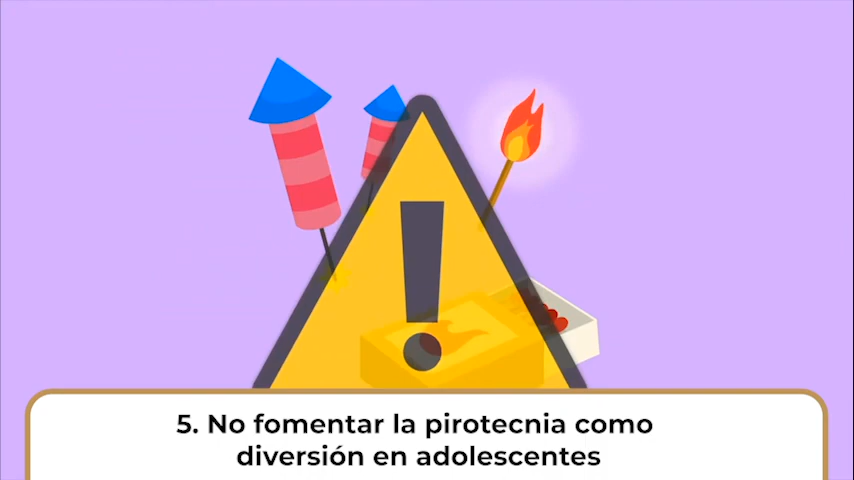 5. No fomentar la pirotecnia como
diversión en adolescentes